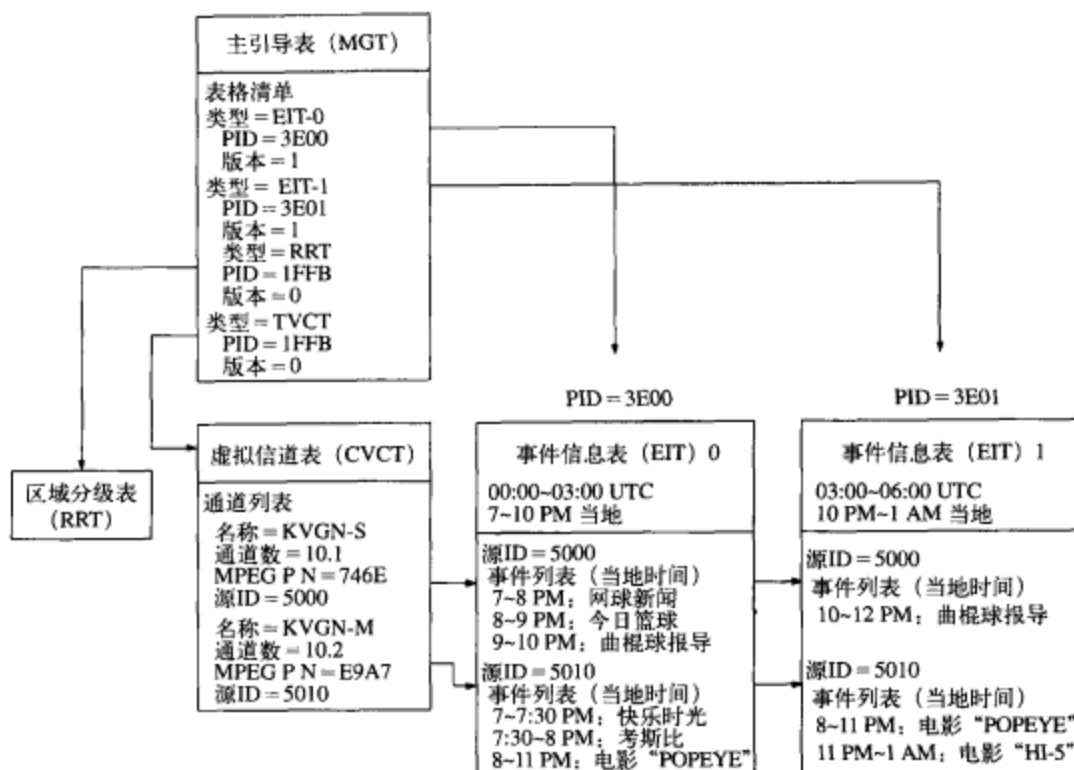 主引导表（MGT）
表格清单
类型=EIT-0
PID=3E00
版本=1
类型= EIT-1
PID=3E01
版本=1
类型=RRT
PID=1FFB
版本=0
类型=TVCT
PID=1FFB
版本=0
区域分级表
（RRT）
虚拟信道表（CVCT）
通道列表
名称=KVGN-S
通道数=10.1
MPEG P N=746E
源ID=5000
名称=KVGN-M
通道数=10.2
MPEG P N=E9A7
源ID=5010
PID=3E00
事件信息表（EIT）0
00:00~03:00 UTC
7~10 PM 当地
源ID=5000
事件列表（当地时间）
7~8 PM：网球新闻
8~9 PM：今日篮球
9~10 PM：曲棍球报导
源ID=5010
事件列表（当地时间）
7~7:30 PM：快乐时光
7:30~8 PM：考斯比
8~11 PM：电影“POPEYE”
PID=3E01
事件信息表（EIT）1
03:00~06:00 UTC
10 PM~1 AM 当地
源ID=5000
事件列表（当地时间）
10~12 PM：曲棍球报导
源ID=5010
事件列表（当地时间）
8~11 PM：电影“POPEYE”
11 PM~1 AM：电影“HI-5”